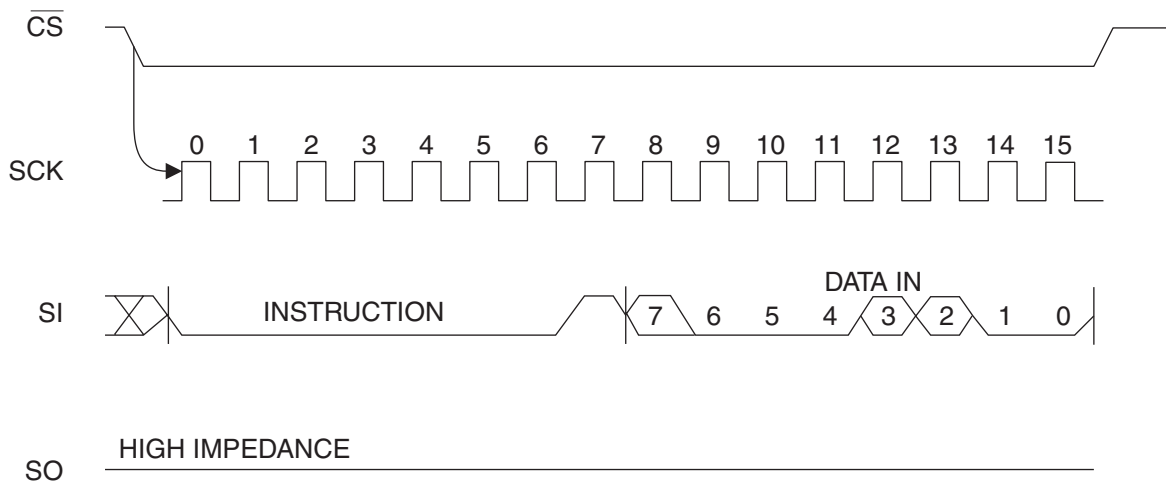 CS
SCK
0 1 2 3 4 5 6 7 8 9 10 11 12 13 14 15
SI
INSTRUCTION
DATA IN
7 6 5 4 3 2 1 0
HIGH IMPEDANCE
SO